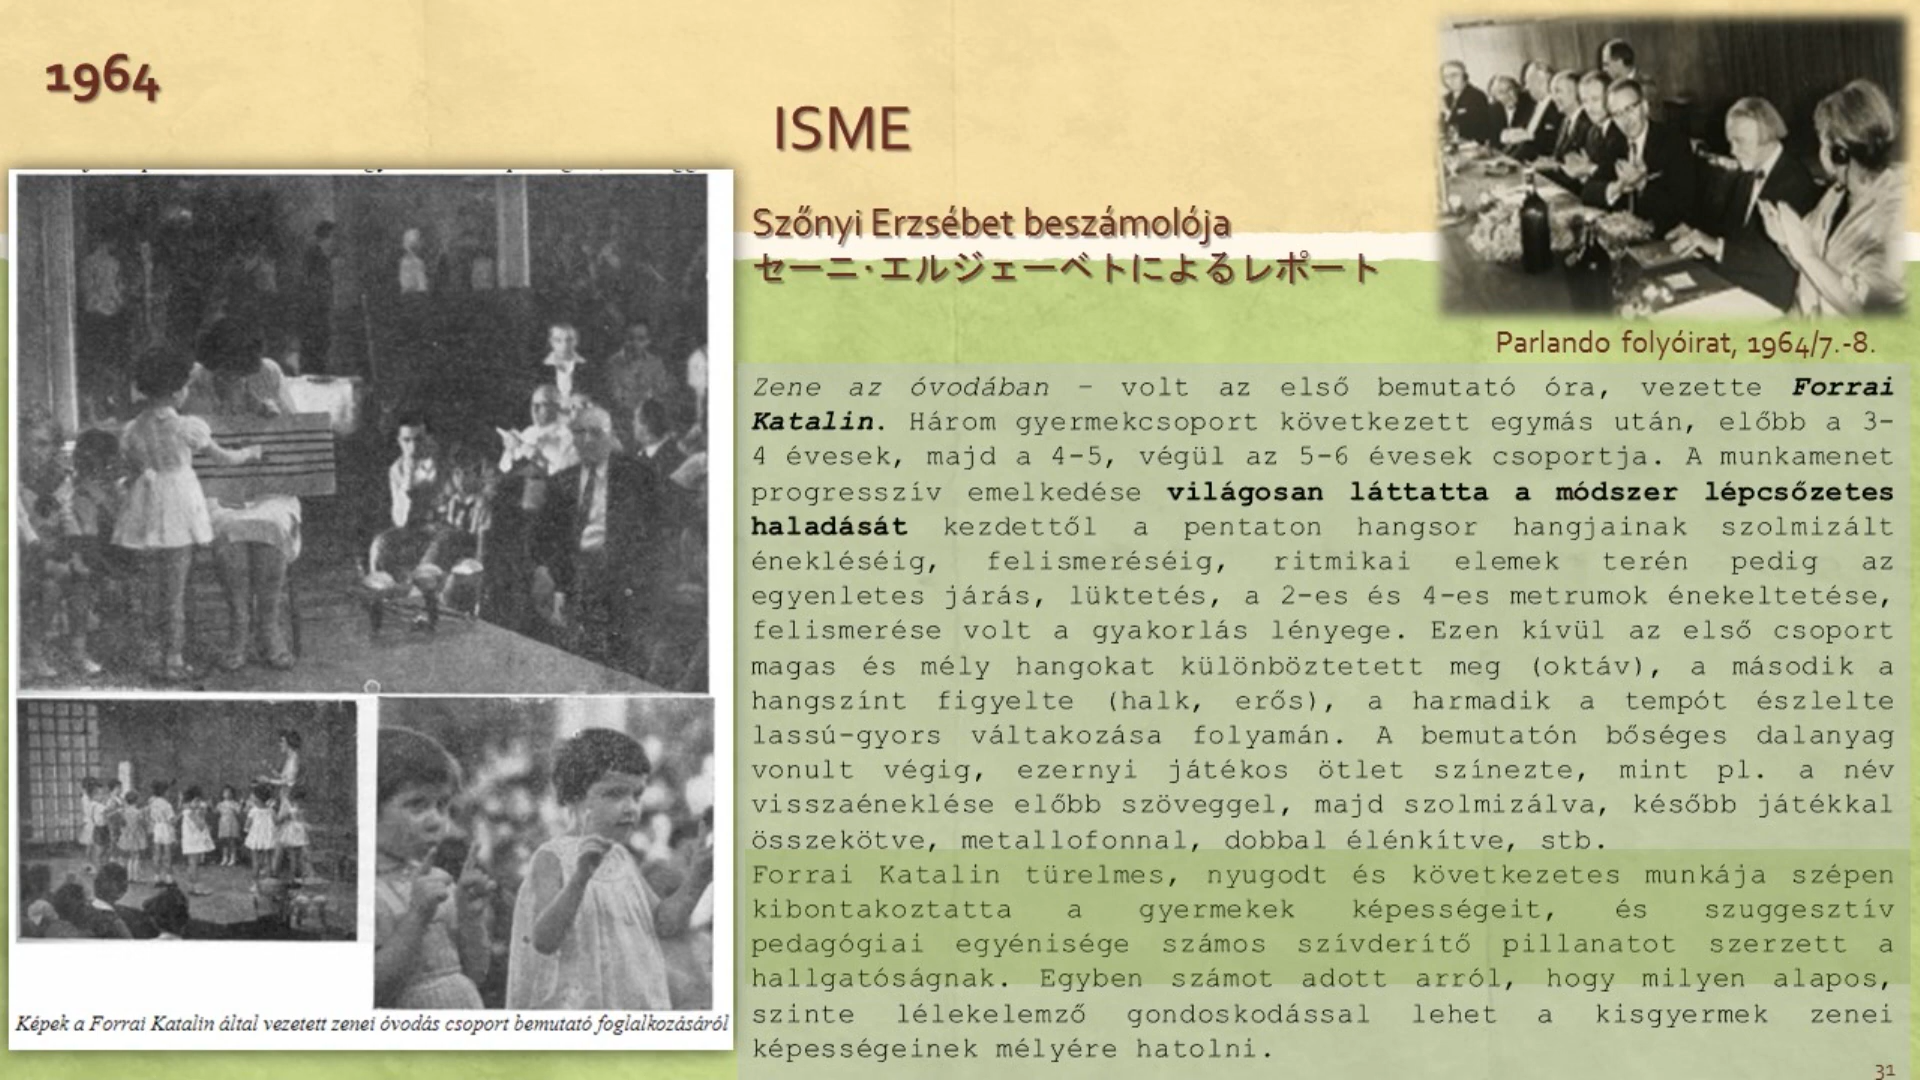 1964
ISME
Szőnyi Erzsébet beszámolója
セーニ・エルジェーベトによるレポート
Parlando folyóirat, 1964/7.-8.
Zene az óvodában – volt az első bemutató óra, vezette Forrai
Katalin. Három gyermekcsoport következett egymás után, előbb a 3-
4 évesek, majd a 4-5, végül az 5-6 évesek csoportja. A munkamenet
progresszív emelkedése világosan láttatta a módszer lépcsőzetes
haladását kezdettől a pentaton hangsor hangjainak szolmizált
énekléséig, felismeréséig, ritmikai elemek terén pedig az
egyenletes járás, lüktetés, a 2-es és 4-es metrumok énekeltetése,
felismerése volt a gyakorlás lényege. Ezen kívül az első csoport
magas és mély hangokat különböztetett meg (oktáv), a második a
hangszínt figyelte (halk, erős), a harmadik a tempót észlelte
lassú-gyors váltakozása folyamán. A bemutatón bőséges dalanyag
vonult végig, ezernyi játékos ötlet színezte, mint pl. a név
visszaéneklése előbb szöveggel, majd szolmizálva, később játékkal
összekötve, metallofonnal, dobbal élénkítve, stb.
Forrai Katalin türelmes, nyugodt és következetes munkája szépen
kibontakoztatta a gyermekek képességeit, és szuggesztív
pedagógiai egyénisége számos szívderítő pillanatot szerzett a
hallgatóságnak. Egyben számot adott arról, hogy milyen alapos,
szinte lélekelemző gondoskodással lehet a kisgyermek zenei
képességeinek mélyére hatolni.
Képek a Forrai Katalin által vezetett zenei óvodás csoport bemutató foglalkozásáról
31